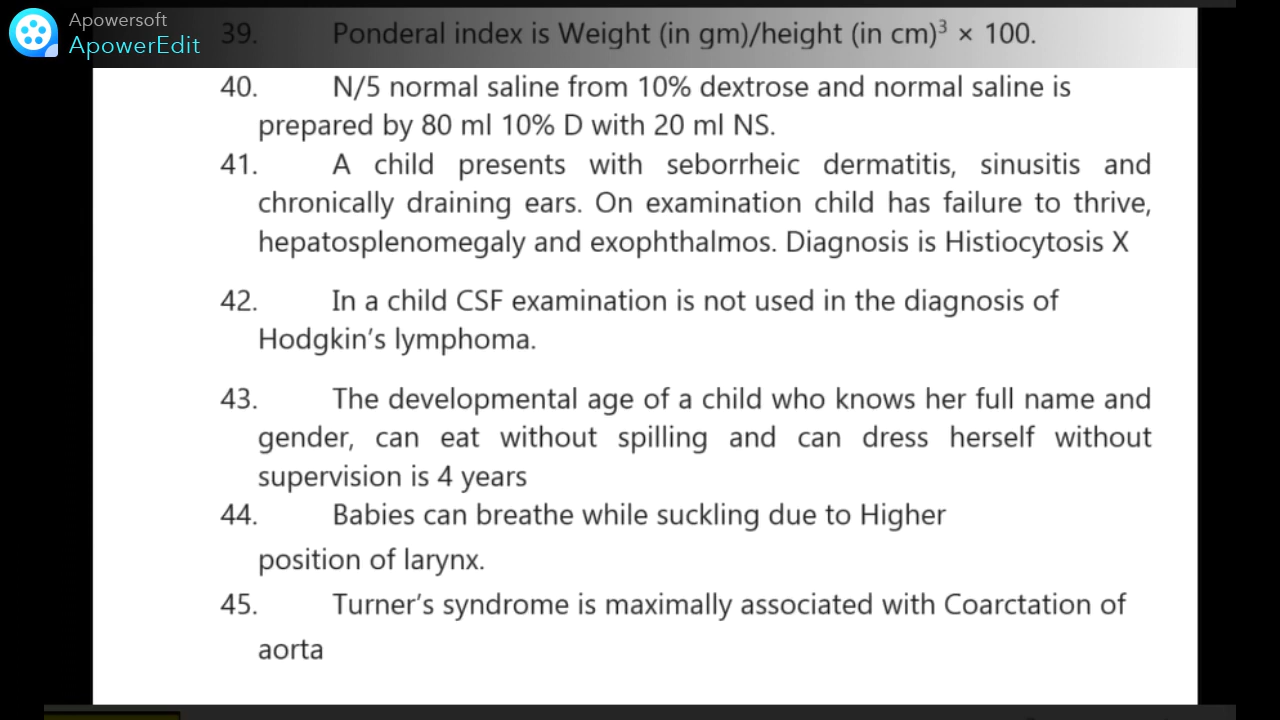 Apowersoft
ApowerEdit
39. Ponderal index is Weight (in gm)/height (in cm)³ × 100.
40. N/5 normal saline from 10% dextrose and normal saline is
prepared by 80 ml 10% D with 20 ml NS.
41. A child presents with seborrheic dermatitis, sinusitis and
chronically draining ears. On examination child has failure to thrive,
hepatosplenomegaly and exophthalmos. Diagnosis is Histiocytosis X
42. In a child CSF examination is not used in the diagnosis of
Hodgkin’s lymphoma.
43. The developmental age of a child who knows her full name and
gender, can eat without spilling and can dress herself without
supervision is 4 years
44. Babies can breathe while suckling due to Higher
position of larynx.
45. Turner’s syndrome is maximally associated with Coarctation of
aorta